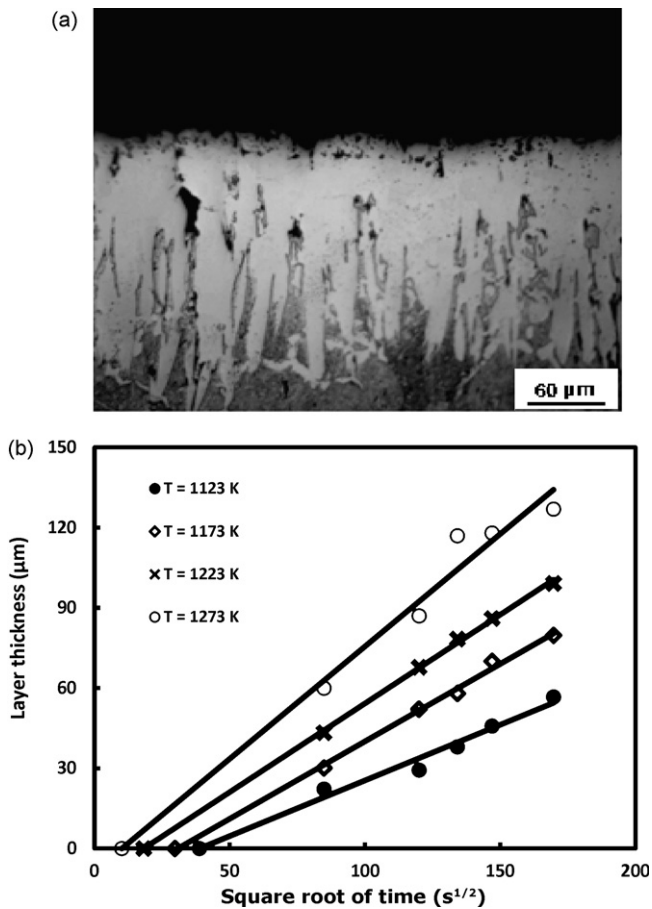 (a)
60 µm
(b)
150
120
90
60
30
0
Layer thickness (µm)
T = 1123 K
T = 1173 K
T = 1223 K
T = 1273 K
0 50 100 150 200
Square root of time (s^{1/2})